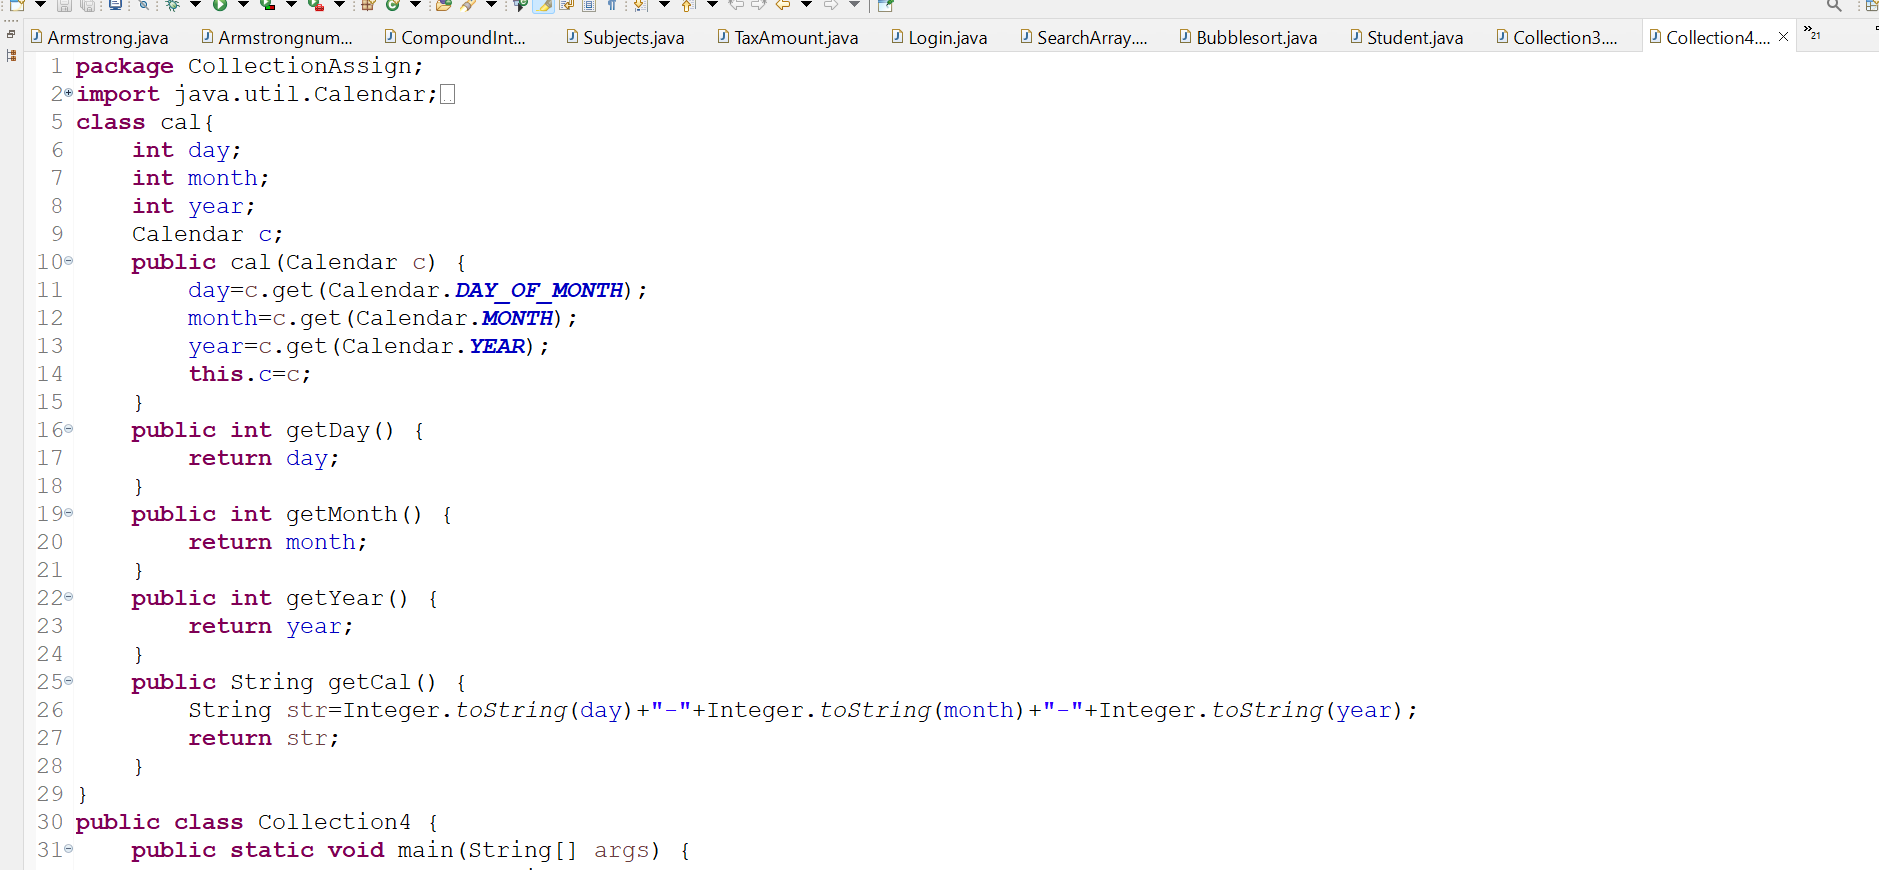 Armstrong.java Armstrongnum... CompoundInt... Subjects.java TaxAmount.java Login.java SearchArray.... Bubblesort.java Student.java Collection3.... Collection4.... × »21
1 package CollectionAssign;
2 import java.util.Calendar;
5 class cal{
6 int day;
7 int month;
8 int year;
9 Calendar c;
10 public cal(Calendar c) {
11 day=c.get(Calendar.DAY_OF_MONTH);
12 month=c.get(Calendar.MONTH);
13 year=c.get(Calendar.YEAR);
14 this.c=c;
15 }
16 public int getDay() {
17 return day;
18 }
19 public int getMonth() {
20 return month;
21 }
22 public int getYear() {
23 return year;
24 }
25 public String getCal() {
26 String str=Integer.toString(day)+"-"+Integer.toString(month)+"-"+Integer.toString(year);
27 return str;
28 }
29 }
30 public class Collection4 {
31 public static void main(String[] args) {